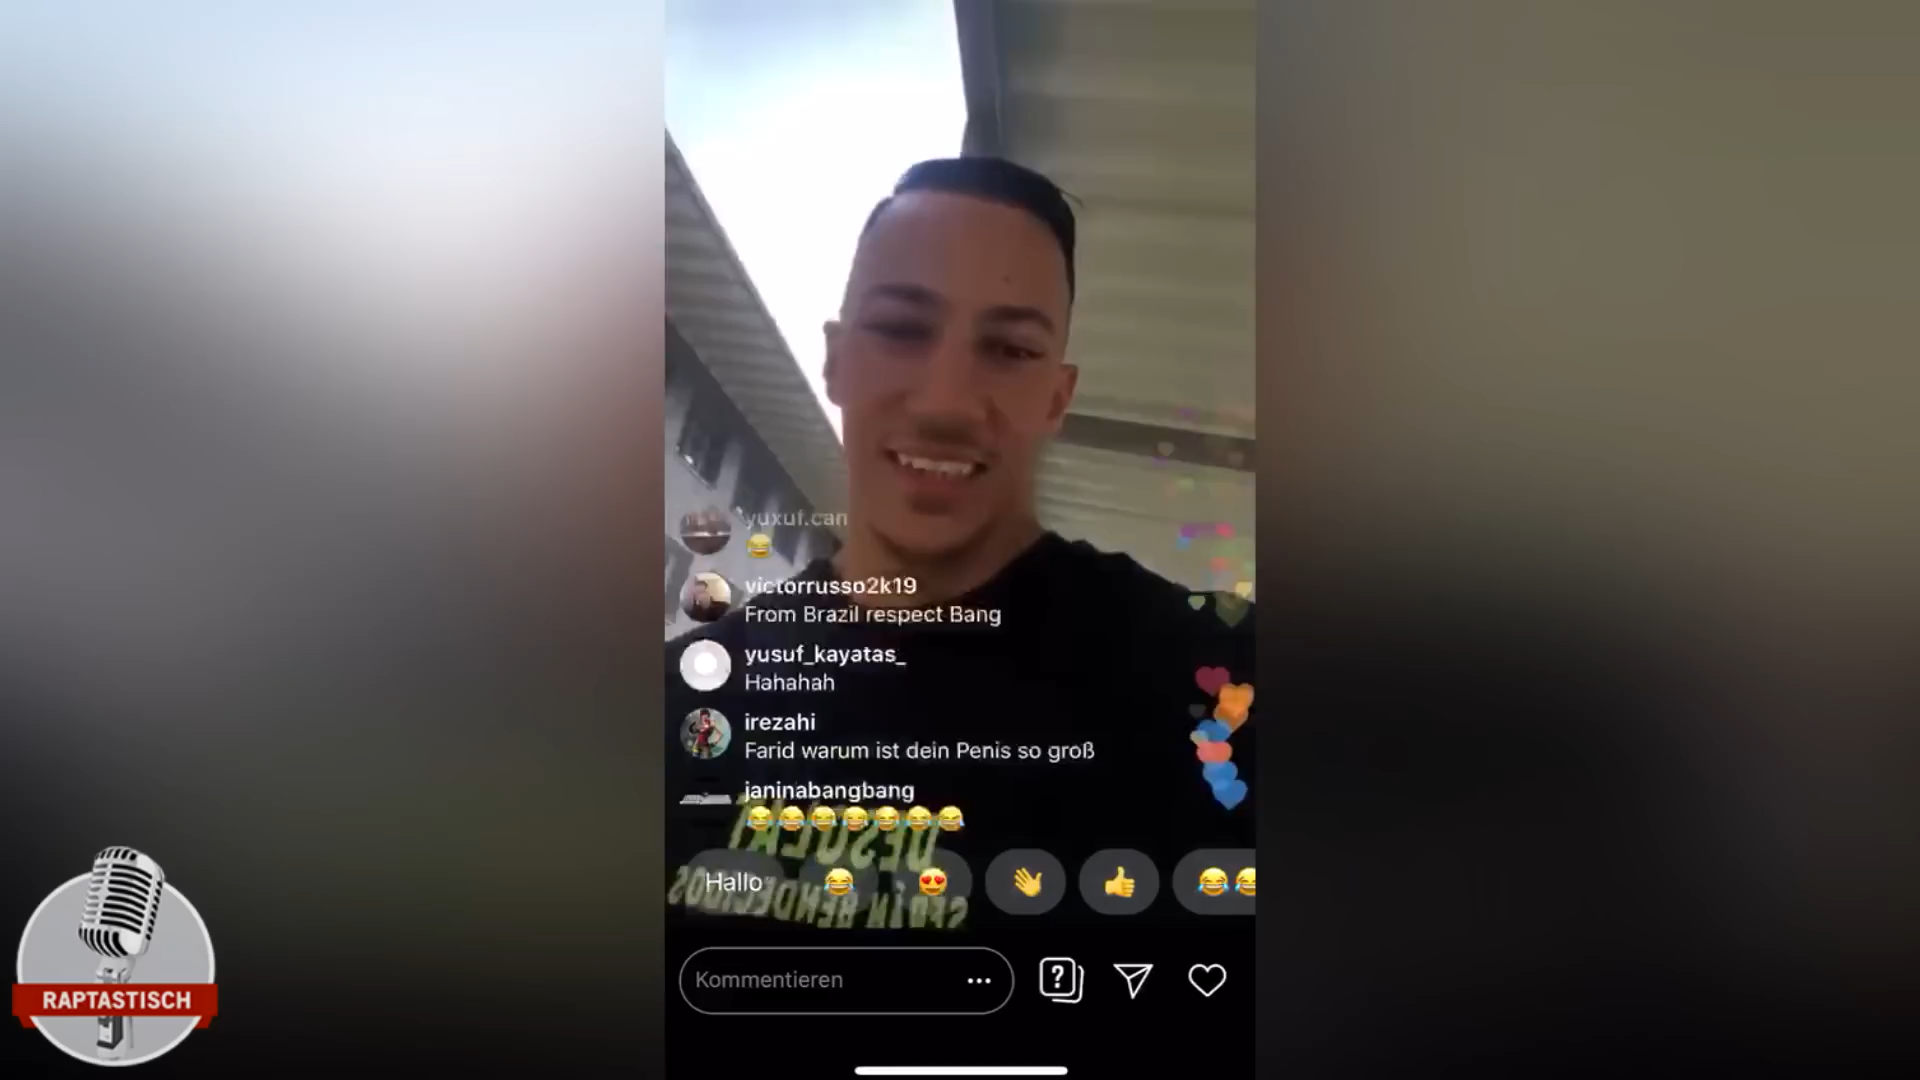 yuxuf.can
😂
victorrusso2k19
From Brazil respect Bang
yusuf_kayatas_
Hahahah
irezahi
Farid warum ist dein Penis so groß
janinabangbang
😂😂😂😂😂😂😂
Hallo 😂 😍 👋 👍 😂😂
Kommentieren
RAPTASTISCH